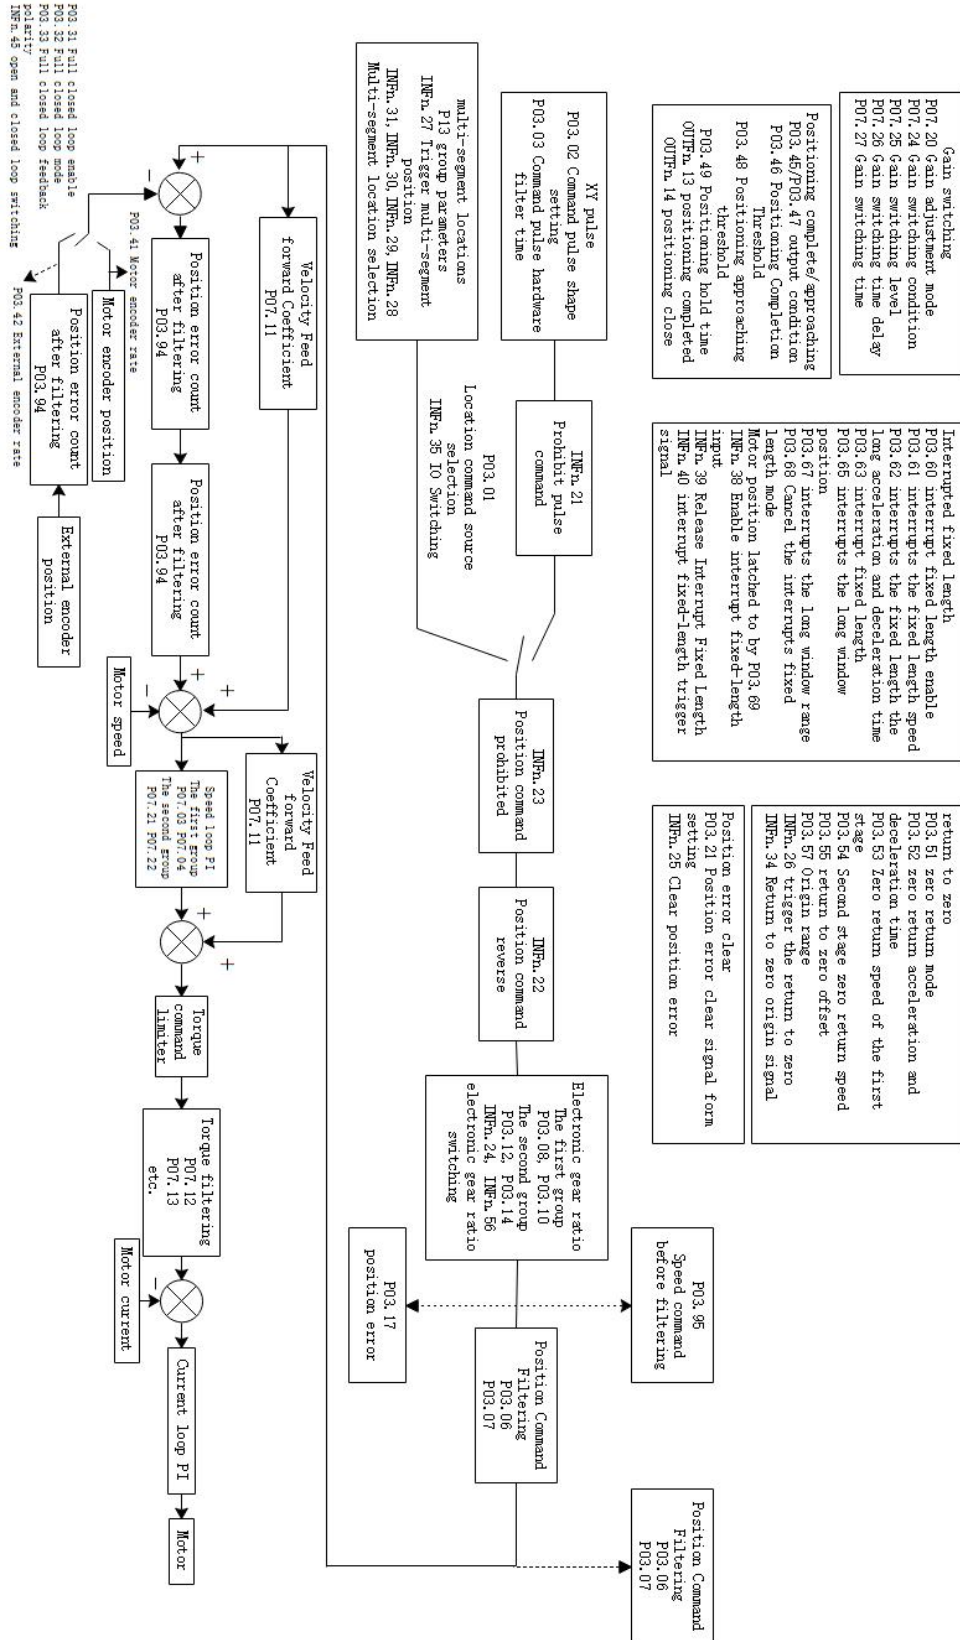 Gain switching
P07.20 Gain adjustment mode
P07.24 Gain switching condition
P07.25 Gain switching level
P07.26 Gain switching time delay
P07.27 Gain switching time
Positioning complete/approaching
P03.45/P03.47 output condition
P03.46 Positioning Completion
Threshold
P03.48 Positioning approaching
threshold
P03.49 Positioning hold time
OUTFn.13 positioning completed
OUTFn.14 positioning close
Interrupted fixed length
P03.60 interrupt fixed length enable
P03.61 interrupts the fixed length speed
P03.62 interrupts the fixed length the
long acceleration and deceleration time
P03.63 interrupt fixed length
P03.65 interrupts the long window
position
P03.67 interrupts the long window range
P03.68 Cancel the interrupts fixed
length mode
Motor position latched to by P03.69
INFn.38 Enable interrupt fixed-length
input
INFn.39 Release Interrupt Fixed Length
INFn.40 interrupt fixed-length trigger
signal
return to zero
P03.51 zero return mode
P03.52 zero return acceleration and
deceleration time
P03.53 Zero return speed of the first
stage
P03.54 Second stage zero return speed
P03.55 return to zero offset
P03.57 Origin range
INFn.26 trigger the return to zero
INFn.34 Return to zero origin signal
Position error clear
P03.21 Position error clear signal form
setting
INFn.25 Clear position error
XY pulse
P03.02 Command pulse shape
setting
P03.03 Command pulse hardware
filter time
INFn.21
Prohibit pulse
command
multi-segment locations
P13 group parameters
INFn.27 Trigger multi-segment
position
INFn.31, INFn.30, INFn.29, INFn.28
Multi-segment location selection
P03.01
Location command source
selection
INFn.35 IO Switching
INFn.23
Position command
prohibited
INFn.22
Position command
reverse
Electronic gear ratio
The first group
P03.08, P03.10
The second group
P03.12, P03.14
INFn.24, INFn.56
electronic gear ratio
switching
P03.95
Speed command
before filtering
P03.17
position error
Position Command
Filtering
P03.06
P03.07
Position Command
Filtering
P03.06
P03.07
Velocity Feed
forward Coefficient
P07.11
+
−
Position error count
after filtering
P03.94
Position error count
after filtering
P03.94
+
+
−
Motor speed
Velocity Feed
forward
Coefficient
P07.11
Speed loop PI
The first group
P07.03 P07.04
The second group
P07.21 P07.22
+
+
Torque
command
limiter
Torque filtering
P07.12
P07.13
etc.
−
Motor current
Current loop PI
Motor
P03.41 Motor encoder rate
Motor encoder position
Position error count
after filtering
P03.94
External encoder
position
P03.42 External encoder rate
P03.31 Full closed loop enable
P03.32 Full closed loop mode
P03.33 Full closed loop feedback
polarity
INFn.45 open and closed loop switching